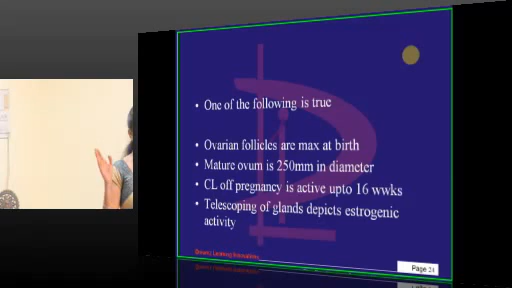 • One of the following is true
• Ovarian follicles are max at birth
• Mature ovum is 250mm in diameter
• CL off pregnancy is active upto 16 wwks
• Telescoping of glands depicts estrogenic
activity
Page 24